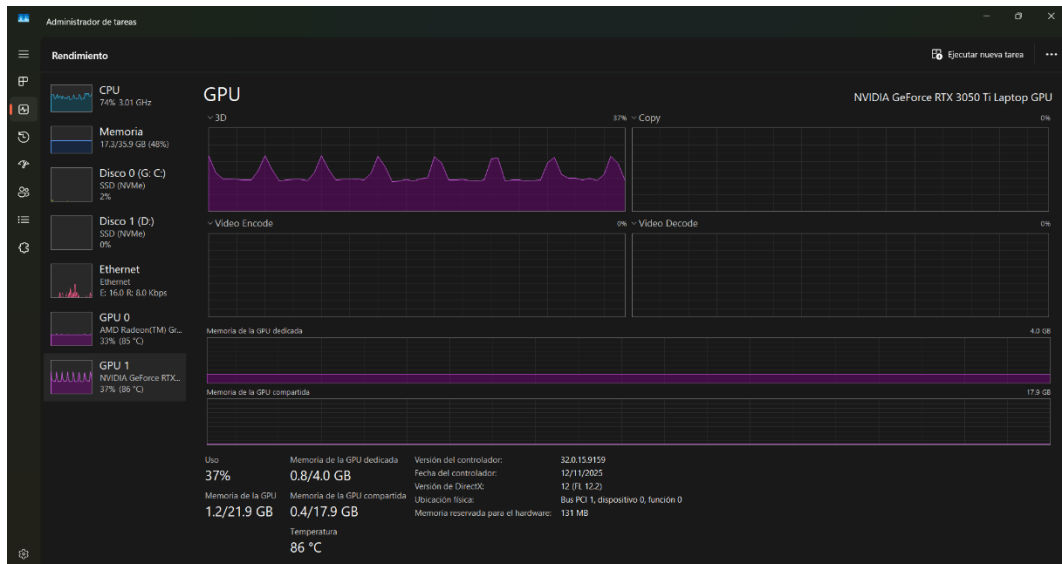 Administrador de tareas
Rendimiento
Ejecutar nueva tarea
CPU
74% 3.01 GHz
Memoria
17.3/35.9 GB (48%)
Disco 0 (G: C:)
SSD (NVMe)
2%
Disco 1 (D:)
SSD (NVMe)
0%
Ethernet
Ethernet
E: 16.0 R: 8.0 Kbps
GPU 0
AMD Radeon(TM) Gr...
33% (85 °C)
GPU 1
NVIDIA GeForce RTX...
37% (86 °C)
GPU
NVIDIA GeForce RTX 3050 Ti Laptop GPU
3D 37%
Copy 0%
Video Encode 0%
Video Decode 0%
Memoria de la GPU dedicada 4.0 GB
Memoria de la GPU compartida 17.9 GB
Uso
37%
Memoria de la GPU dedicada
0.8/4.0 GB
Memoria de la GPU
1.2/21.9 GB
Memoria de la GPU compartida
0.4/17.9 GB
Temperatura
86 °C
Versión del controlador: 32.0.15.9159
Fecha del controlador: 12/11/2025
Versión de DirectX: 12 (FL 12.2)
Ubicación física: Bus PCI 1, dispositivo 0, función 0
Memoria reservada para el hardware: 131 MB